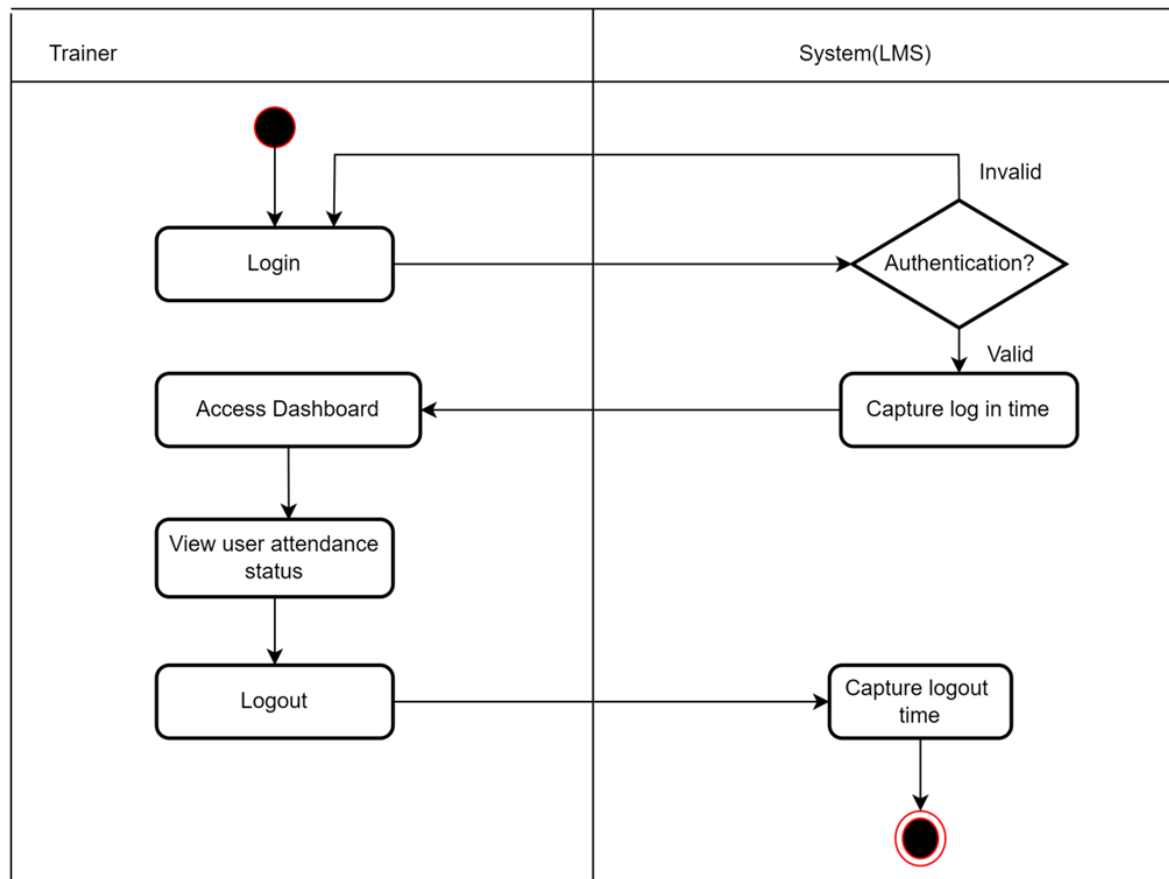 Trainer
System(LMS)
Invalid
Login
Authentication?
Valid
Access Dashboard
Capture log in time
View user attendance
status
Logout
Capture logout
time